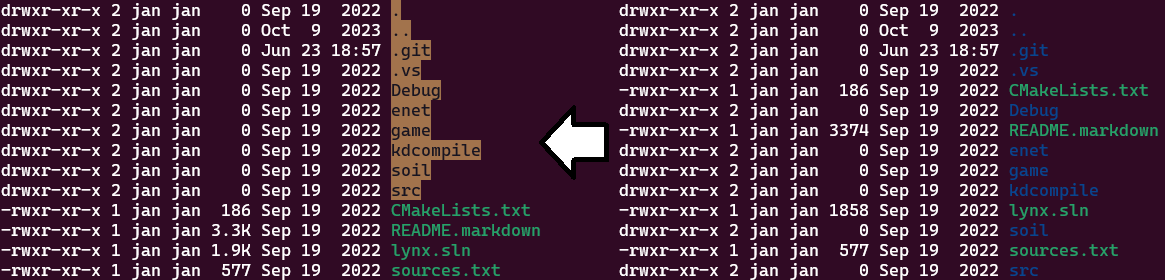 drwxr-xr-x 2 jan jan    0 Sep 19  2022 .
drwxr-xr-x 2 jan jan    0 Oct  9  2023 ..
drwxr-xr-x 2 jan jan    0 Jun 23 18:57 .git
drwxr-xr-x 2 jan jan    0 Sep 19  2022 .vs
drwxr-xr-x 2 jan jan    0 Sep 19  2022 Debug
drwxr-xr-x 2 jan jan    0 Sep 19  2022 enet
drwxr-xr-x 2 jan jan    0 Sep 19  2022 game
drwxr-xr-x 2 jan jan    0 Sep 19  2022 kdcompile
drwxr-xr-x 2 jan jan    0 Sep 19  2022 soil
drwxr-xr-x 2 jan jan    0 Sep 19  2022 src
-rwxr-xr-x 1 jan jan  186 Sep 19  2022 CMakeLists.txt
-rwxr-xr-x 1 jan jan 3.3K Sep 19  2022 README.markdown
-rwxr-xr-x 1 jan jan 1.9K Sep 19  2022 lynx.sln
-rwxr-xr-x 1 jan jan  577 Sep 19  2022 sources.txt
drwxr-xr-x 2 jan jan    0 Sep 19  2022 .
drwxr-xr-x 2 jan jan    0 Oct  9  2023 ..
drwxr-xr-x 2 jan jan    0 Jun 23 18:57 .git
drwxr-xr-x 2 jan jan    0 Sep 19  2022 .vs
-rwxr-xr-x 1 jan jan  186 Sep 19  2022 CMakeLists.txt
drwxr-xr-x 2 jan jan    0 Sep 19  2022 Debug
-rwxr-xr-x 1 jan jan 3374 Sep 19  2022 README.markdown
drwxr-xr-x 2 jan jan    0 Sep 19  2022 enet
drwxr-xr-x 2 jan jan    0 Sep 19  2022 game
drwxr-xr-x 2 jan jan    0 Sep 19  2022 kdcompile
-rwxr-xr-x 1 jan jan 1858 Sep 19  2022 lynx.sln
drwxr-xr-x 2 jan jan    0 Sep 19  2022 soil
-rwxr-xr-x 1 jan jan  577 Sep 19  2022 sources.txt
drwxr-xr-x 2 jan jan    0 Sep 19  2022 src